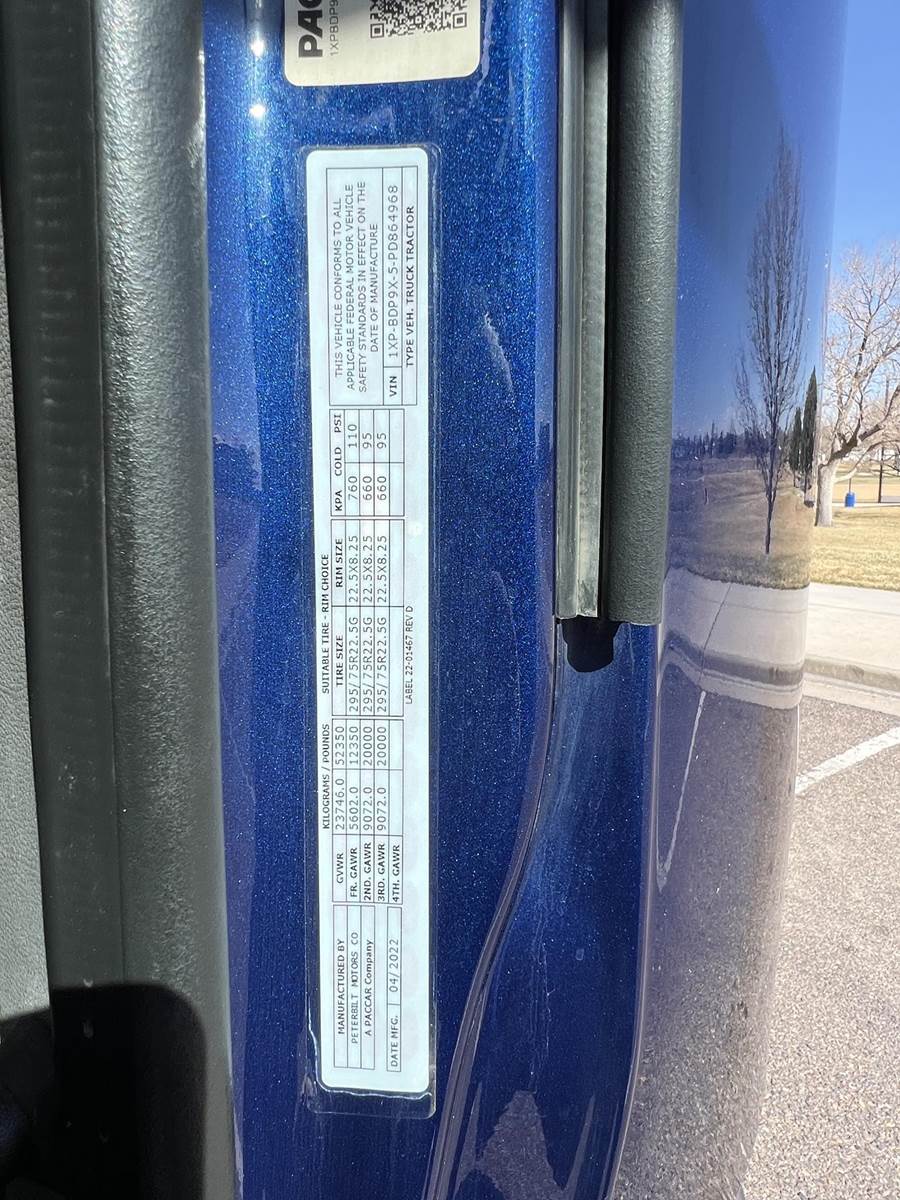 PAC
1XPBDP9
MANUFACTURED BY
PETERBILT MOTORS CO
A PACCAR Company
DATE MFG. 04/2022
KILOGRAMS / POUNDS
GVWR 23746.0 52350
FR. GAWR 5602.0 12350
2ND. GAWR 9072.0 20000
3RD. GAWR 9072.0 20000
4TH. GAWR
SUITABLE TIRE - RIM CHOICE
TIRE SIZE RIM SIZE KPA COLD PSI
295/75R22.5G 22.5X8.25 760 110
295/75R22.5G 22.5X8.25 660 95
295/75R22.5G 22.5X8.25 660 95
LABEL 22-01467 REV D
THIS VEHICLE CONFORMS TO ALL
APPLICABLE FEDERAL MOTOR VEHICLE
SAFETY STANDARDS IN EFFECT ON THE
DATE OF MANUFACTURE
VIN 1XP-BDP9X-5-PD864968
TYPE VEH. TRUCK TRACTOR